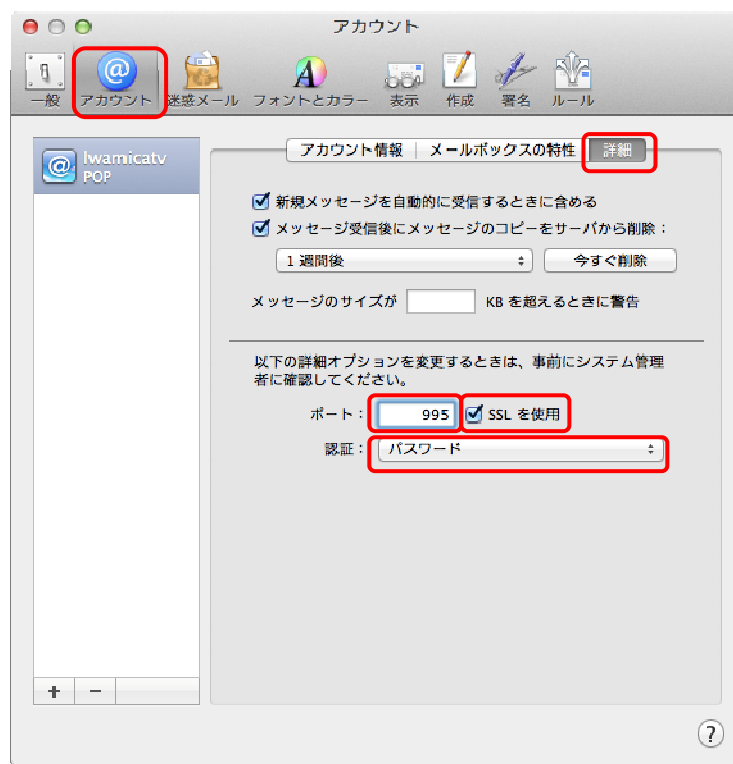 アカウント
一般 アカウント 迷惑メール フォントとカラー 表示 作成 署名 ルール
Iwamicatv
POP
アカウント情報 メールボックスの特性 詳細
新規メッセージを自動的に受信するときに含める
メッセージ受信後にメッセージのコピーをサーバから削除：
1 週間後 今すぐ削除
メッセージのサイズが KB を超えるときに警告
以下の詳細オプションを変更するときは、事前にシステム管理
者に確認してください。
ポート： 995 SSL を使用
認証： パスワード
+ −
?